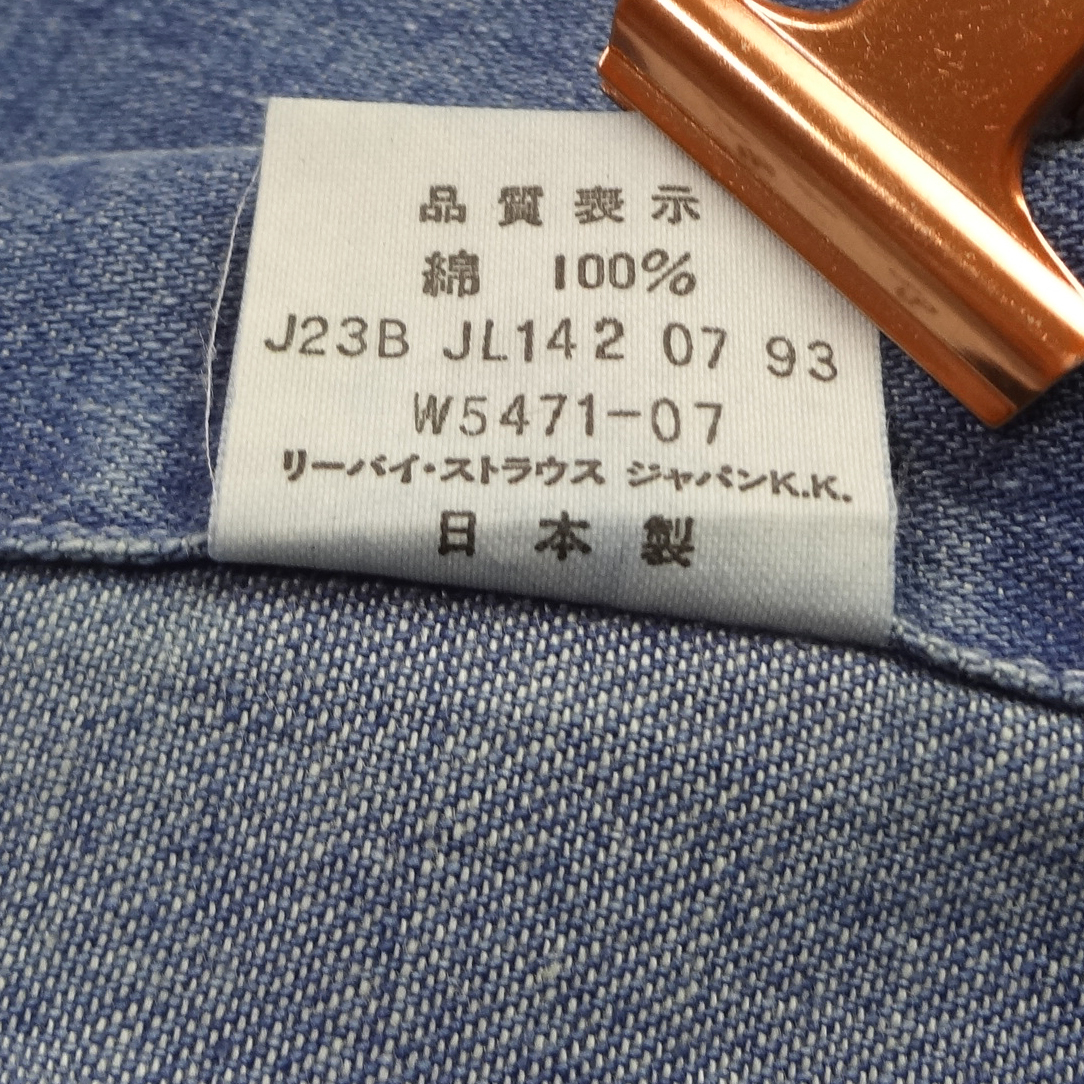 品質表示
綿 100%
J23B JL142 07 93
W5471-07
リーバイ・ストラウス ジャパンK.K.
日本製